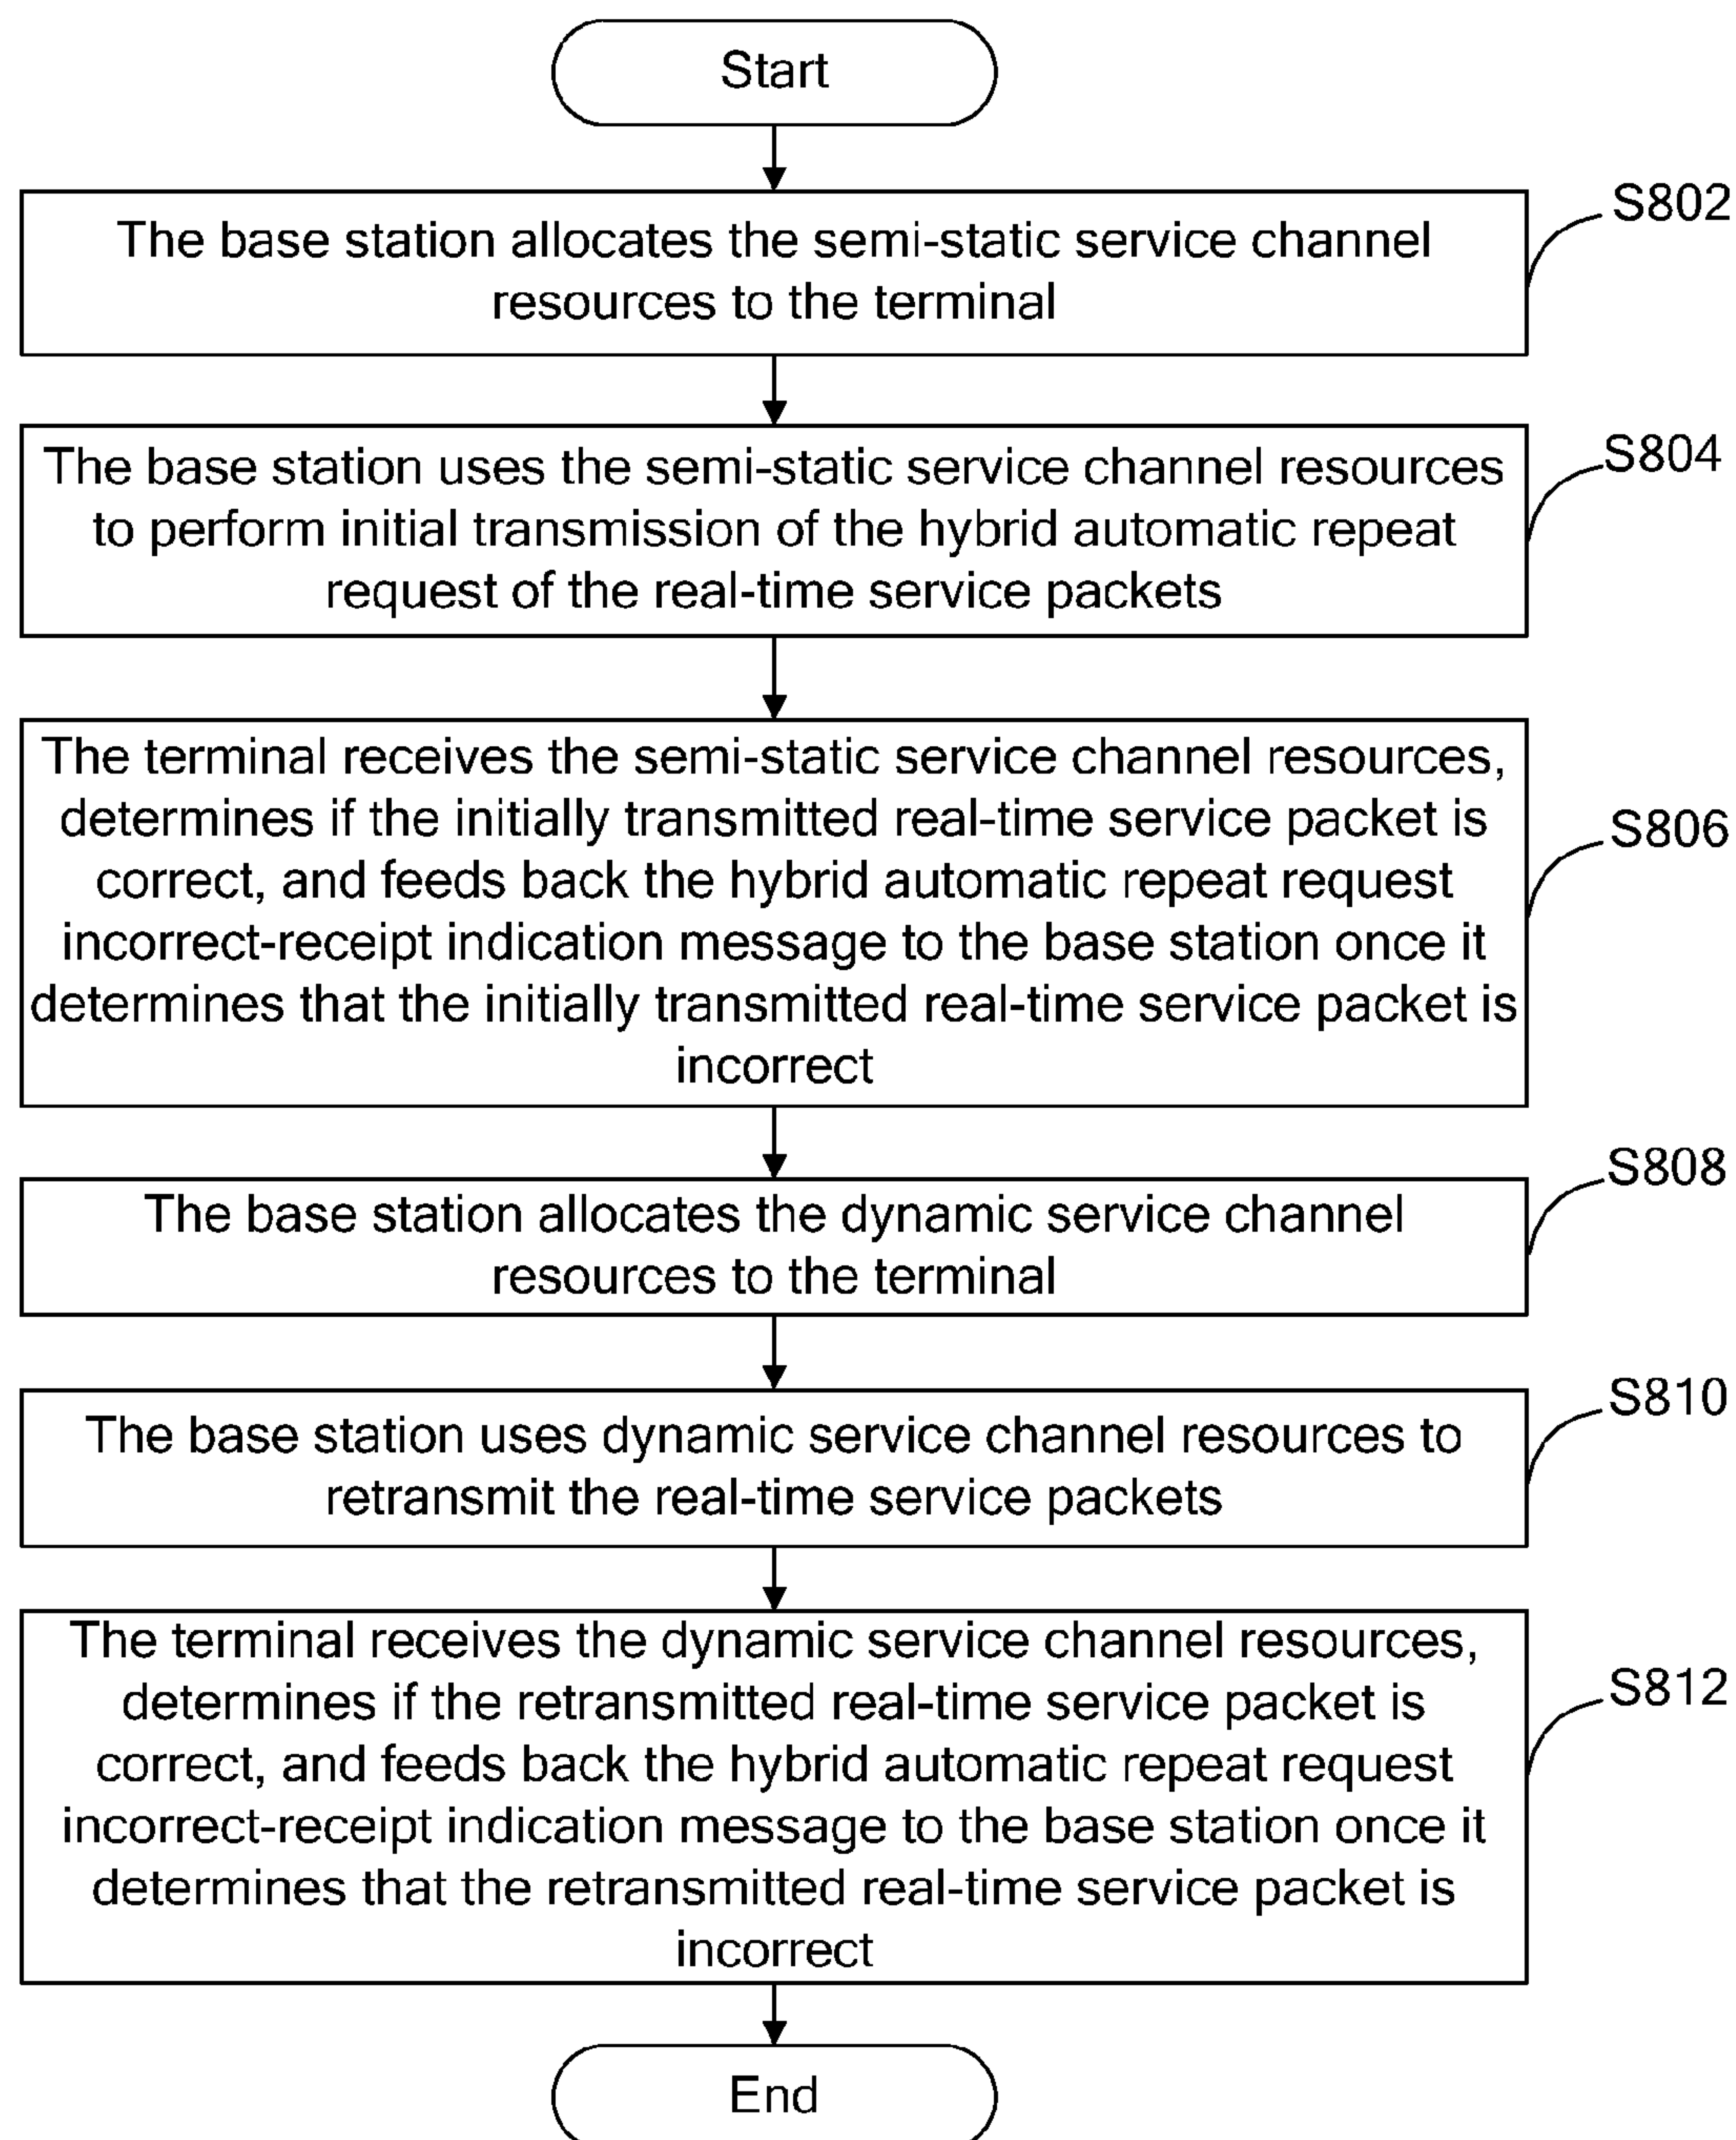 Start
The base station allocates the semi-static service channel
resources to the terminal
S802
The base station uses the semi-static service channel resources
to perform initial transmission of the hybrid automatic repeat
request of the real-time service packets
S804
The terminal receives the semi-static service channel resources,
determines if the initially transmitted real-time service packet is
correct, and feeds back the hybrid automatic repeat request
incorrect-receipt indication message to the base station once it
determines that the initially transmitted real-time service packet is
incorrect
S806
The base station allocates the dynamic service channel
resources to the terminal
S808
The base station uses dynamic service channel resources to
retransmit the real-time service packets
S810
The terminal receives the dynamic service channel resources,
determines if the retransmitted real-time service packet is
correct, and feeds back the hybrid automatic repeat request
incorrect-receipt indication message to the base station once it
determines that the retransmitted real-time service packet is
incorrect
S812
End